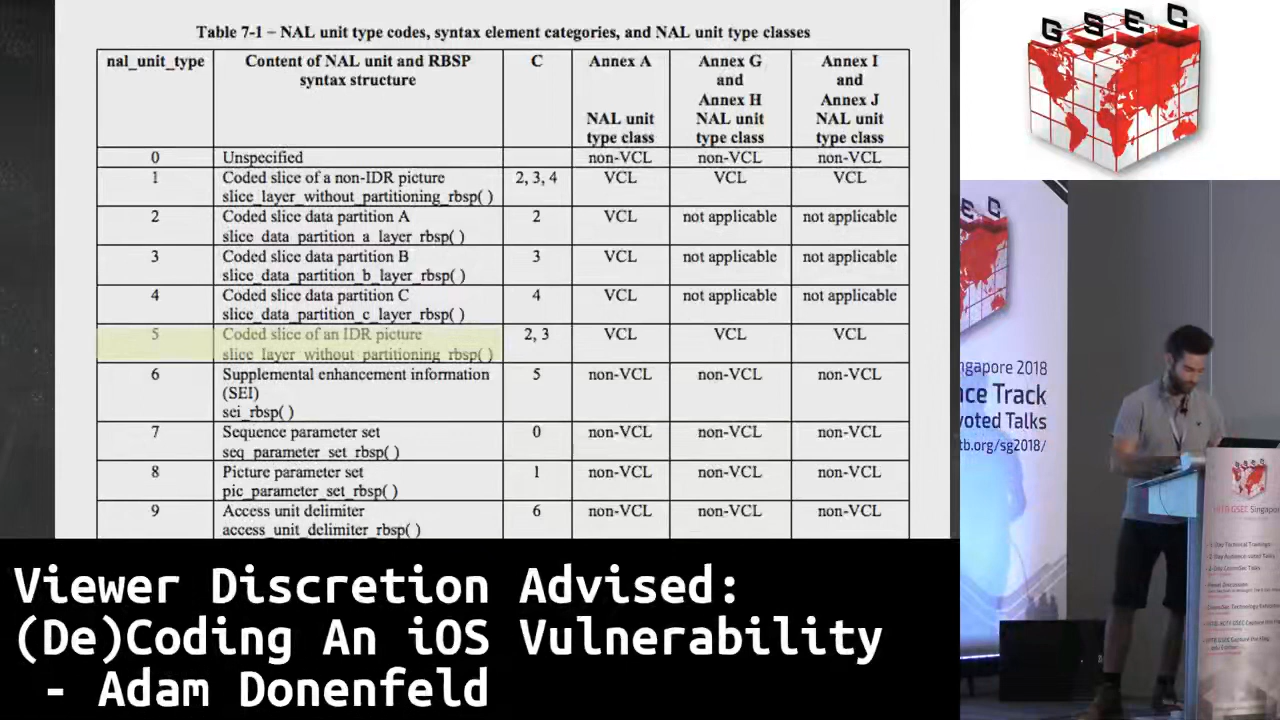 Table 7-1 – NAL unit type codes, syntax element categories, and NAL unit type classes
nal_unit_type Content of NAL unit and RBSP syntax structure C Annex A NAL unit type class Annex G and Annex H NAL unit type class Annex I and Annex J NAL unit type class
0 Unspecified non-VCL non-VCL non-VCL
1 Coded slice of a non-IDR picture 2, 3, 4 VCL VCL VCL
slice_layer_without_partitioning_rbsp( )
2 Coded slice data partition A 2 VCL not applicable not applicable
slice_data_partition_a_layer_rbsp( )
3 Coded slice data partition B 3 VCL not applicable not applicable
slice_data_partition_b_layer_rbsp( )
4 Coded slice data partition C 4 VCL not applicable not applicable
slice_data_partition_c_layer_rbsp( )
5 Coded slice of an IDR picture 2, 3 VCL VCL VCL
slice_layer_without_partitioning_rbsp( )
6 Supplemental enhancement information 5 non-VCL non-VCL non-VCL
(SEI)
sei_rbsp( )
7 Sequence parameter set 0 non-VCL non-VCL non-VCL
seq_parameter_set_rbsp( )
8 Picture parameter set 1 non-VCL non-VCL non-VCL
pic_parameter_set_rbsp( )
9 Access unit delimiter 6 non-VCL non-VCL non-VCL
access_unit_delimiter_rbsp( )
GSEC
E C
ngapore 2018
nce Track
voted Talks
tb.org/sg2018/
HITB GSEC Singapore
Viewer Discretion Advised:
(De)Coding An iOS Vulnerability
- Adam Donenfeld